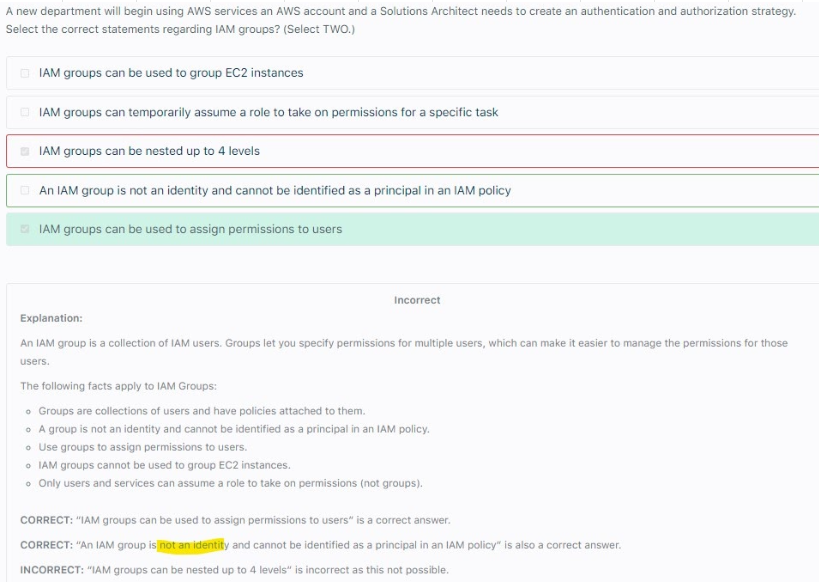 A new department will begin using AWS services an AWS account and a Solutions Architect needs to create an authentication and authorization strategy.
Select the correct statements regarding IAM groups? (Select TWO.)
IAM groups can be used to group EC2 instances
IAM groups can temporarily assume a role to take on permissions for a specific task
IAM groups can be nested up to 4 levels
An IAM group is not an identity and cannot be identified as a principal in an IAM policy
IAM groups can be used to assign permissions to users
Incorrect
Explanation:
An IAM group is a collection of IAM users. Groups let you specify permissions for multiple users, which can make it easier to manage the permissions for those
users.
The following facts apply to IAM Groups:
Groups are collections of users and have policies attached to them.
A group is not an identity and cannot be identified as a principal in an IAM policy.
Use groups to assign permissions to users.
IAM groups cannot be used to group EC2 instances.
Only users and services can assume a role to take on permissions (not groups).
CORRECT: "IAM groups can be used to assign permissions to users" is a correct answer.
CORRECT: "An IAM group is not an identity and cannot be identified as a principal in an IAM policy" is also a correct answer.
INCORRECT: "IAM groups can be nested up to 4 levels" is incorrect as this not possible.